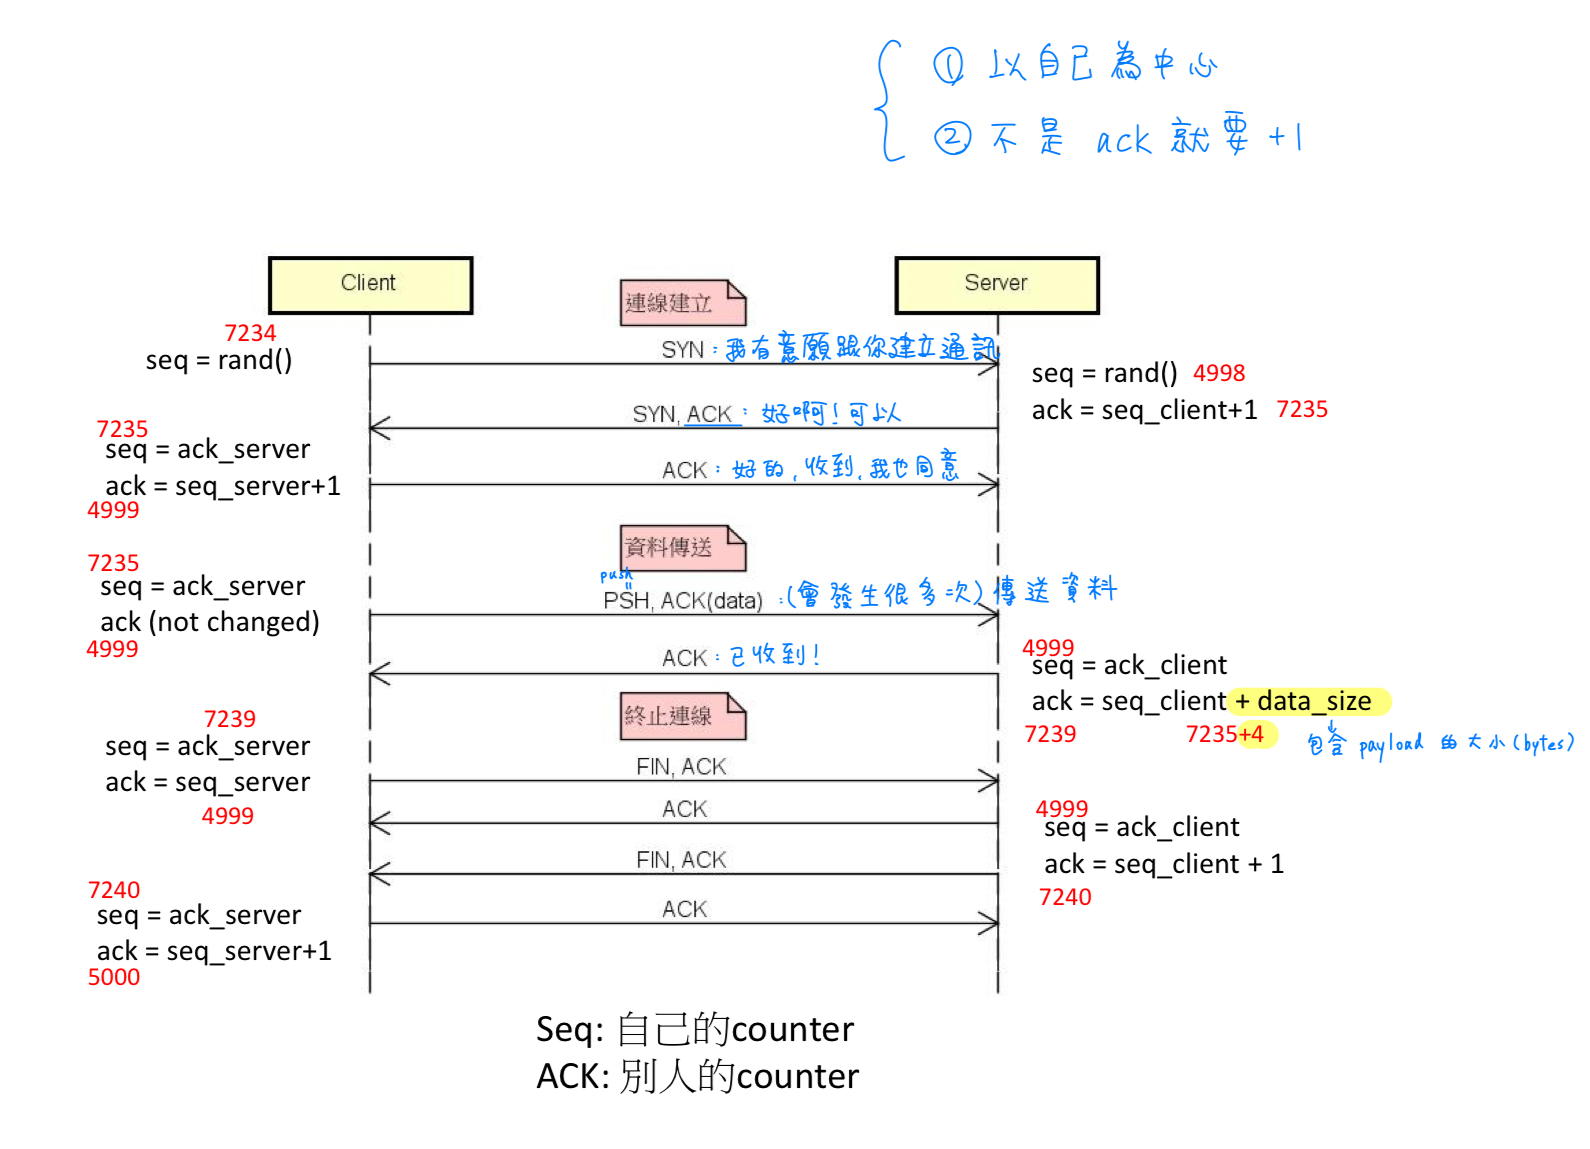 ① 以自己為中心
② 不是 ack 就要 +1
Client
連線建立
Server
7234
seq = rand()
SYN : 我有意願跟你建立通訊
seq = rand() 4998
ack = seq_client+1 7235
SYN, ACK : 好啊! 可以
7235
seq = ack_server
ack = seq_server+1
4999
ACK : 好的, 收到, 我也同意
資料傳送
7235
seq = ack_server
ack (not changed)
4999
push
PSH, ACK(data) : (會發生很多次) 傳送資料
ACK : 已收到!
4999
seq = ack_client
ack = seq_client + data_size
7239 7235+4 包含 payload 的大小 (bytes)
終止連線
7239
seq = ack_server
ack = seq_server
4999
FIN, ACK
ACK
4999
seq = ack_client
ack = seq_client + 1
7240
FIN, ACK
7240
seq = ack_server
ack = seq_server+1
5000
ACK
Seq: 自己的counter
ACK: 別人的counter